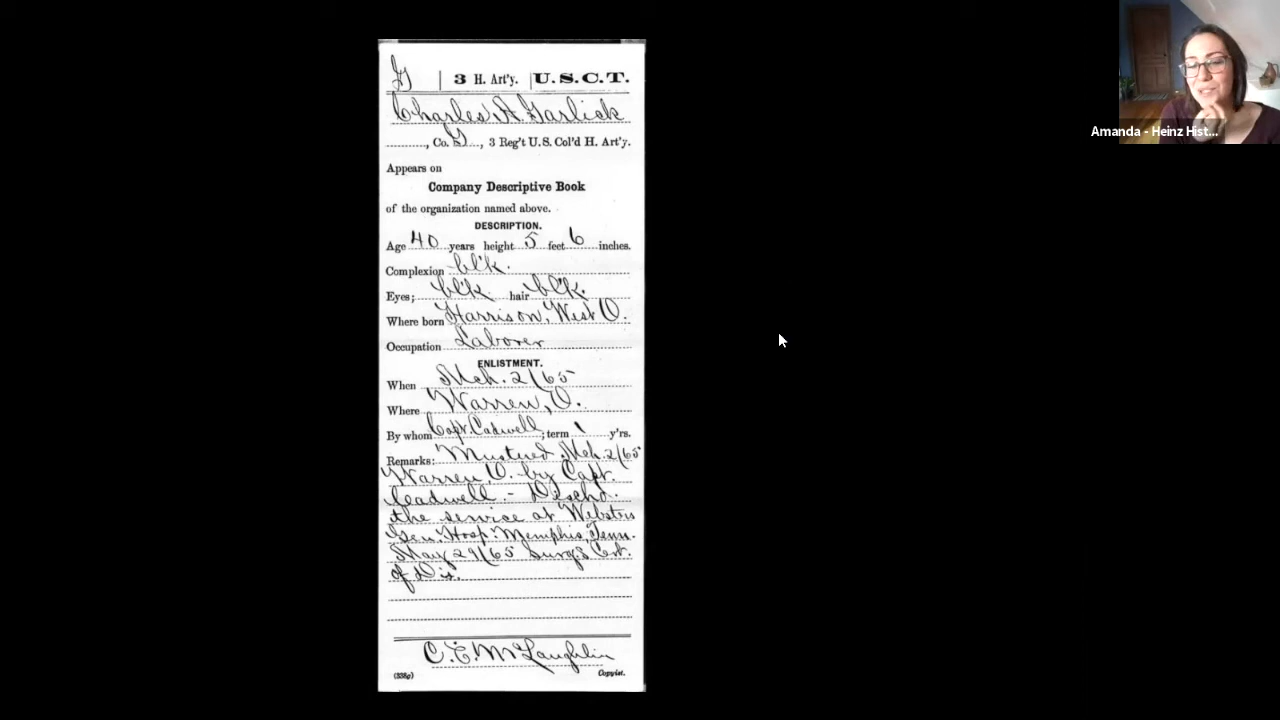 G | 3 H. Art'y. | U.S.C.T.
Charles A Garlick
, Co. G, 3 Reg't U.S. Col'd H. Art'y.
Appears on
Company Descriptive Book
of the organization named above.
DESCRIPTION.
Age 40 years height 5 feet 6 inches.
Complexion blk.
Eyes; blk hair blk.
Where born Harrison, West O.
Occupation Laborer
ENLISTMENT.
When Mch. 2/65
Where Warren, O.
By whom Capt. Cadwell; term 1 y'rs.
Remarks: Mustered Mch. 2/65
Warren, O. by Capt.
Cadwell. - Dischd.
the service at Websters
Gen. Hosp. Memphis, Tenn.
May 29/65 Surg's Cert.
of Dis.
C. E. McLaughlin
(338g) Copyist.
Amanda - Heinz Hist...